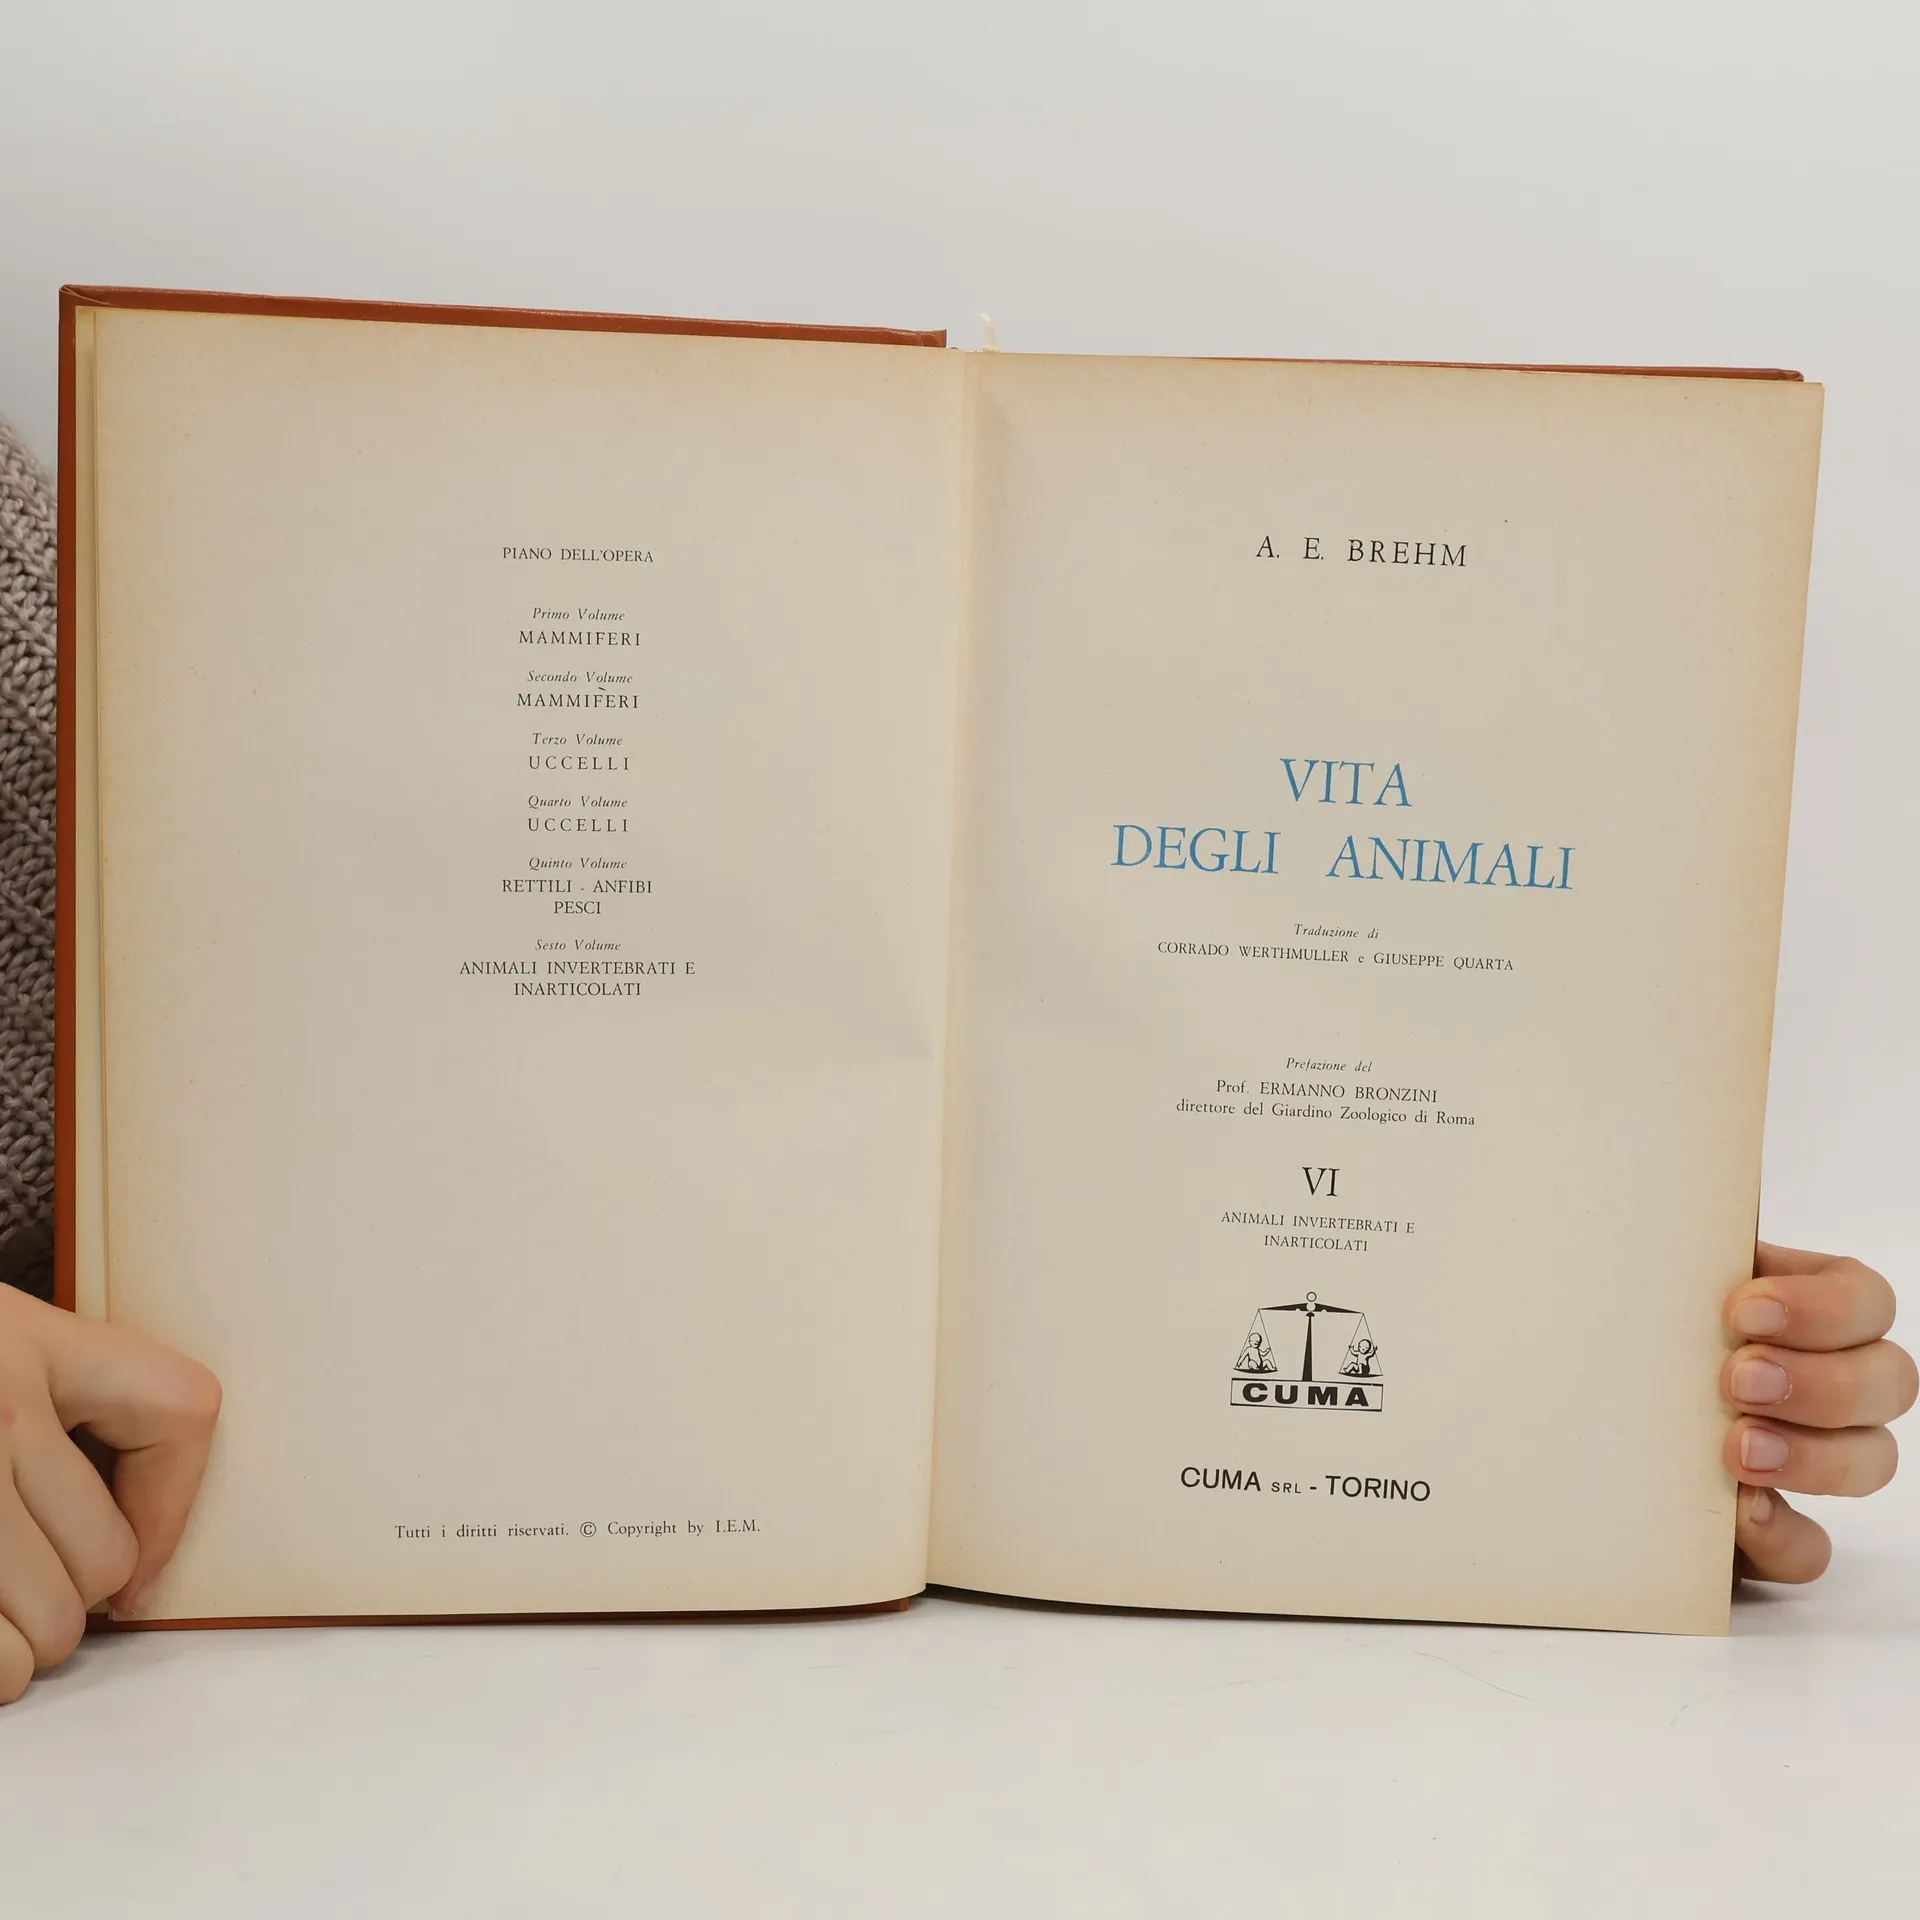 PIANO DELL'OPERA
Primo Volume
MAMMIFERI
Secondo Volume
MAMMIFERI
Terzo Volume
UCCELLI
Quarto Volume
UCCELLI
Quinto Volume
RETTILI - ANFIBI
PESCI
Sesto Volume
ANIMALI INVERTEBRATI E
INARTICOLATI
Tutti i diritti riservati. © Copyright by I.E.M.
A. E. BREHM
VITA
DEGLI ANIMALI
Traduzione di
CORRADO WERTHMULLER e GIUSEPPE QUARTA
Prefazione del
Prof. ERMANNO BRONZINI
direttore del Giardino Zoologico di Roma
VI
ANIMALI INVERTEBRATI E
INARTICOLATI
CUMA
CUMA SRL - TORINO